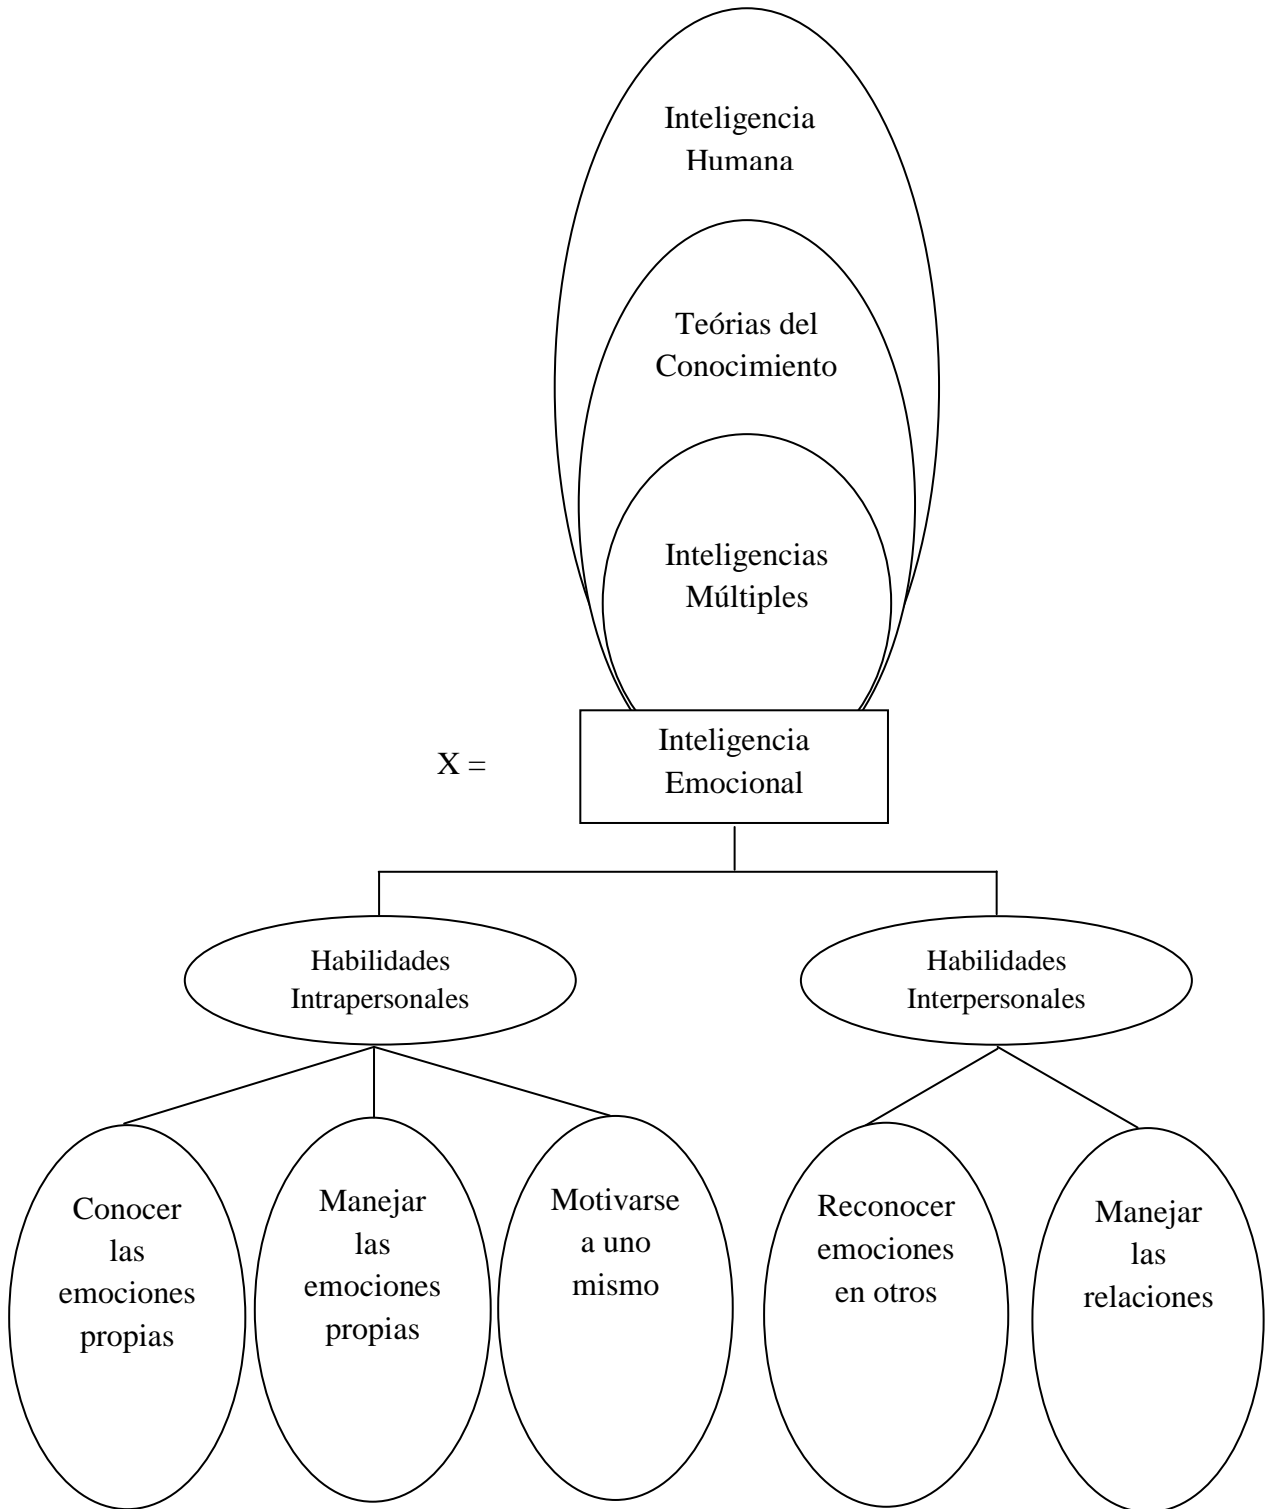 Inteligencia
Humana
Teórias del
Conocimiento
Inteligencias
Múltiples
X =
Inteligencia
Emocional
Habilidades
Intrapersonales
Habilidades
Interpersonales
Conocer
las
emociones
propias
Manejar
las
emociones
propias
Motivarse
a uno
mismo
Reconocer
emociones
en otros
Manejar
las
relaciones